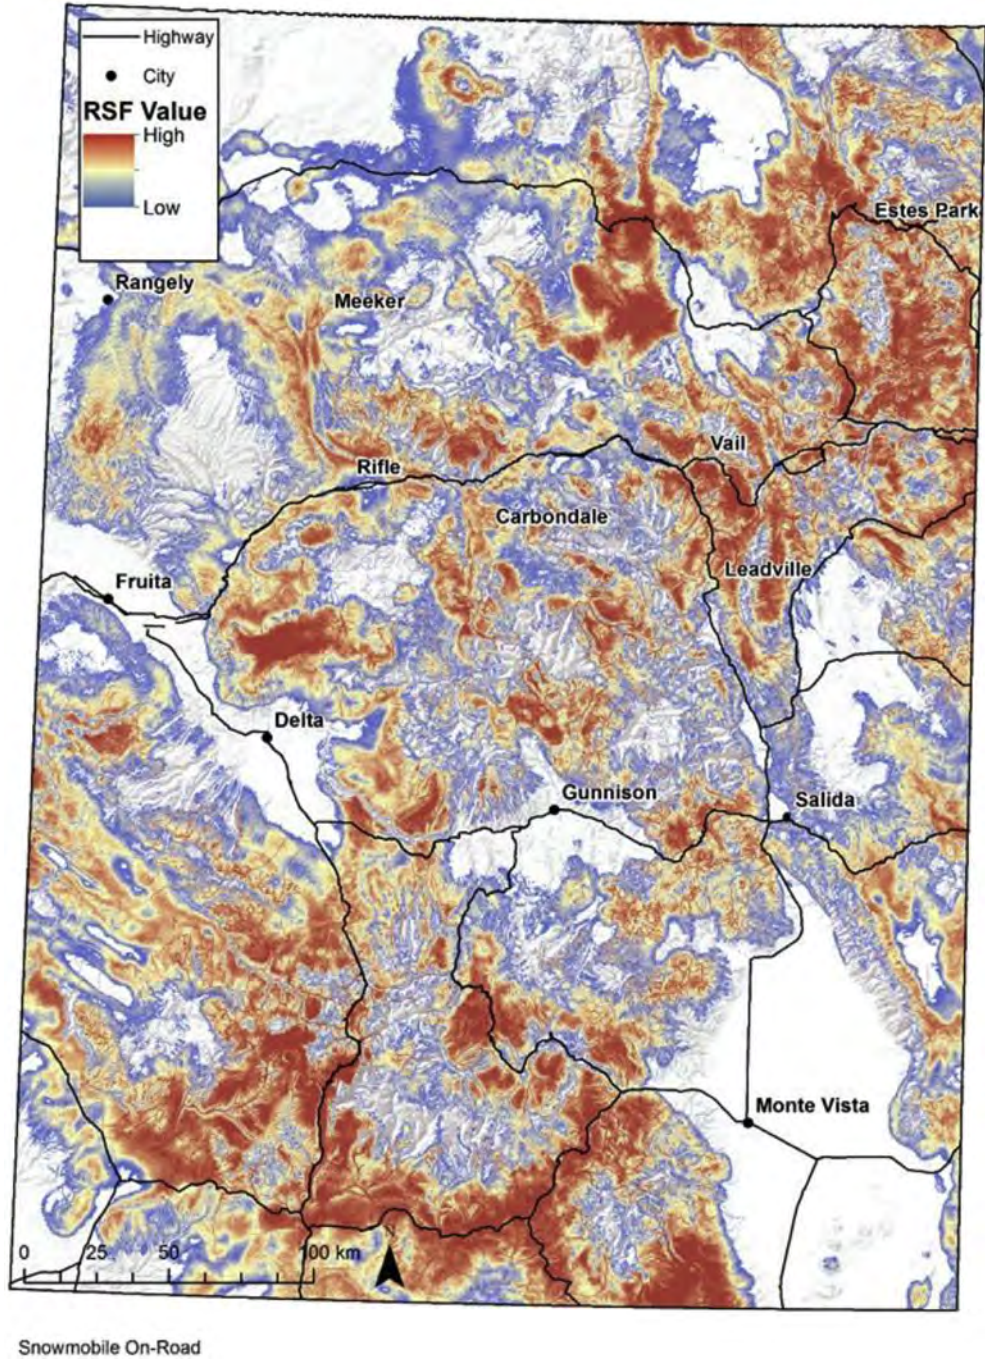 Highway
City
RSF Value
High
Low
Estes Park
Rangely
Meeker
Vail
Rifle
Carbondale
Leadville
Fruita
Delta
Gunnison
Salida
Monte Vista
0 25 50 100 km
Snowmobile On-Road